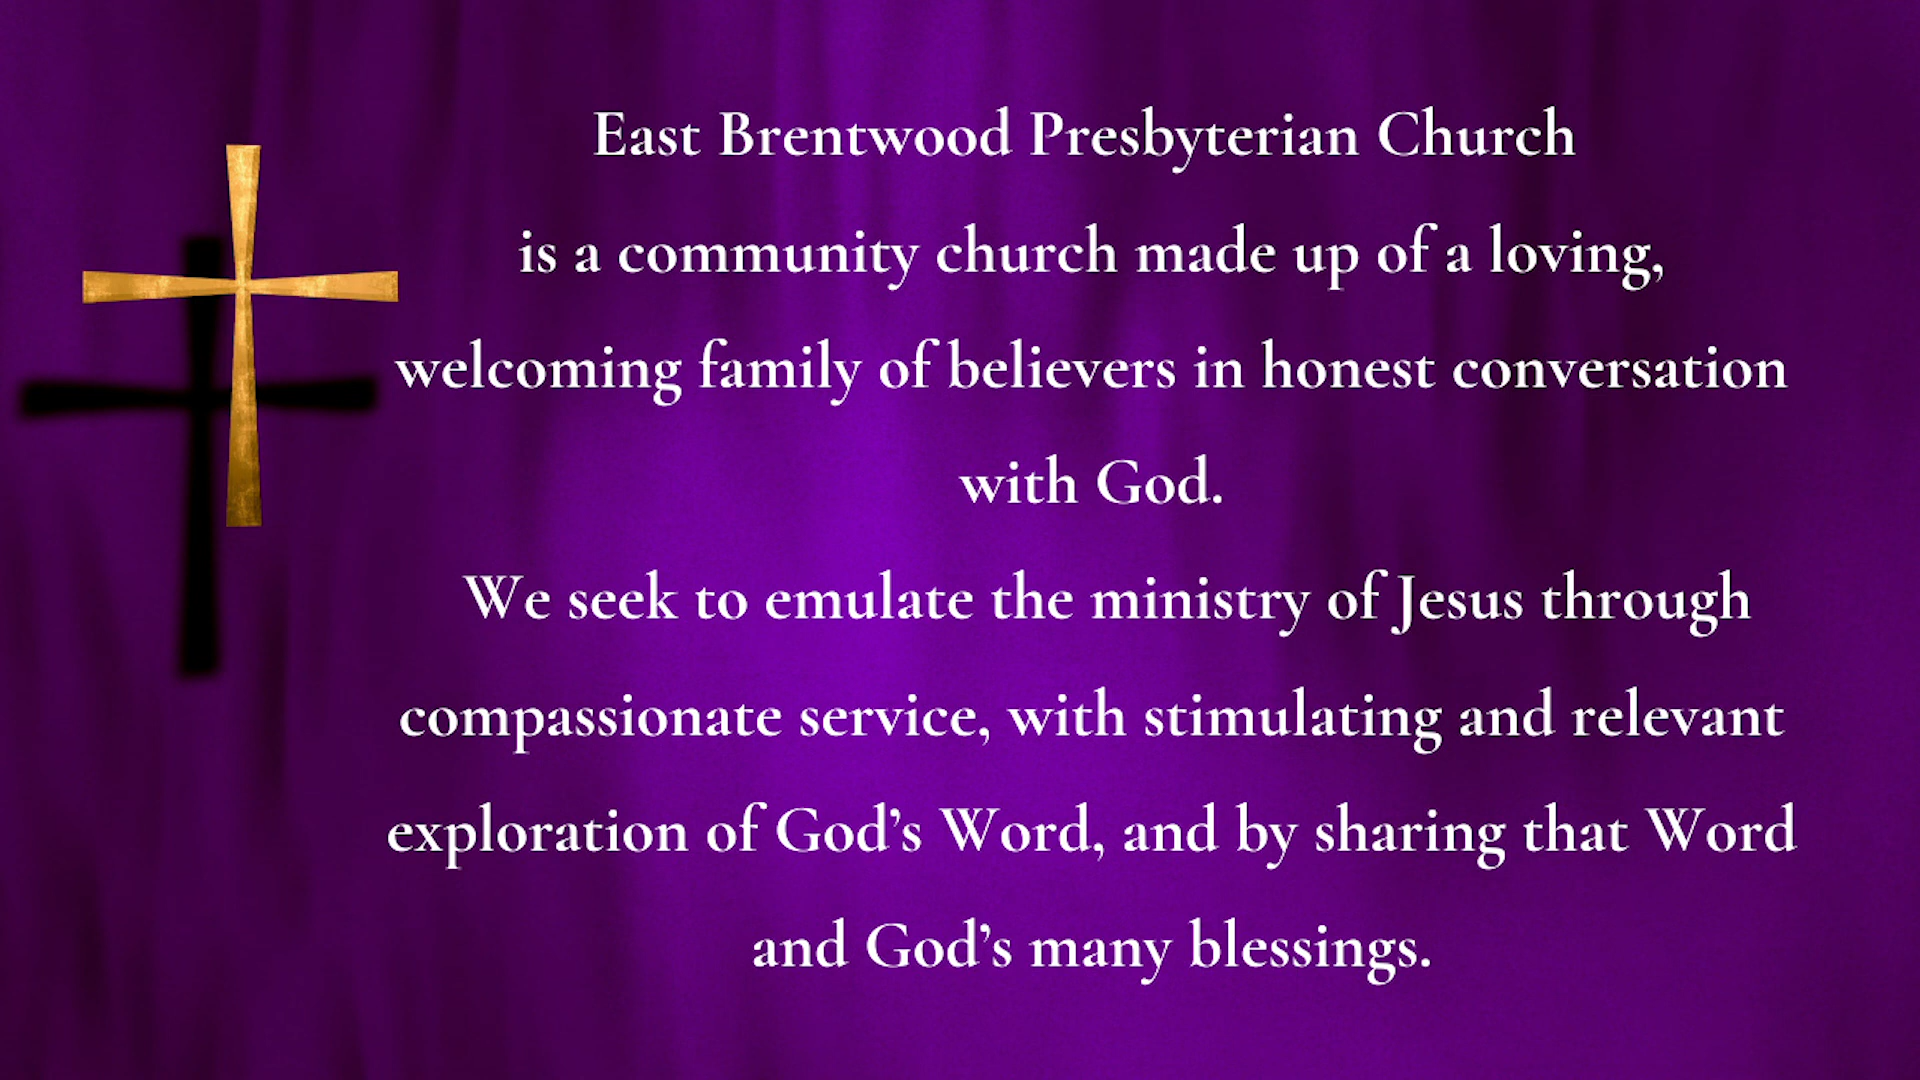 East Brentwood Presbyterian Church
is a community church made up of a loving,
welcoming family of believers in honest conversation
with God.
We seek to emulate the ministry of Jesus through
compassionate service, with stimulating and relevant
exploration of God’s Word, and by sharing that Word
and God’s many blessings.